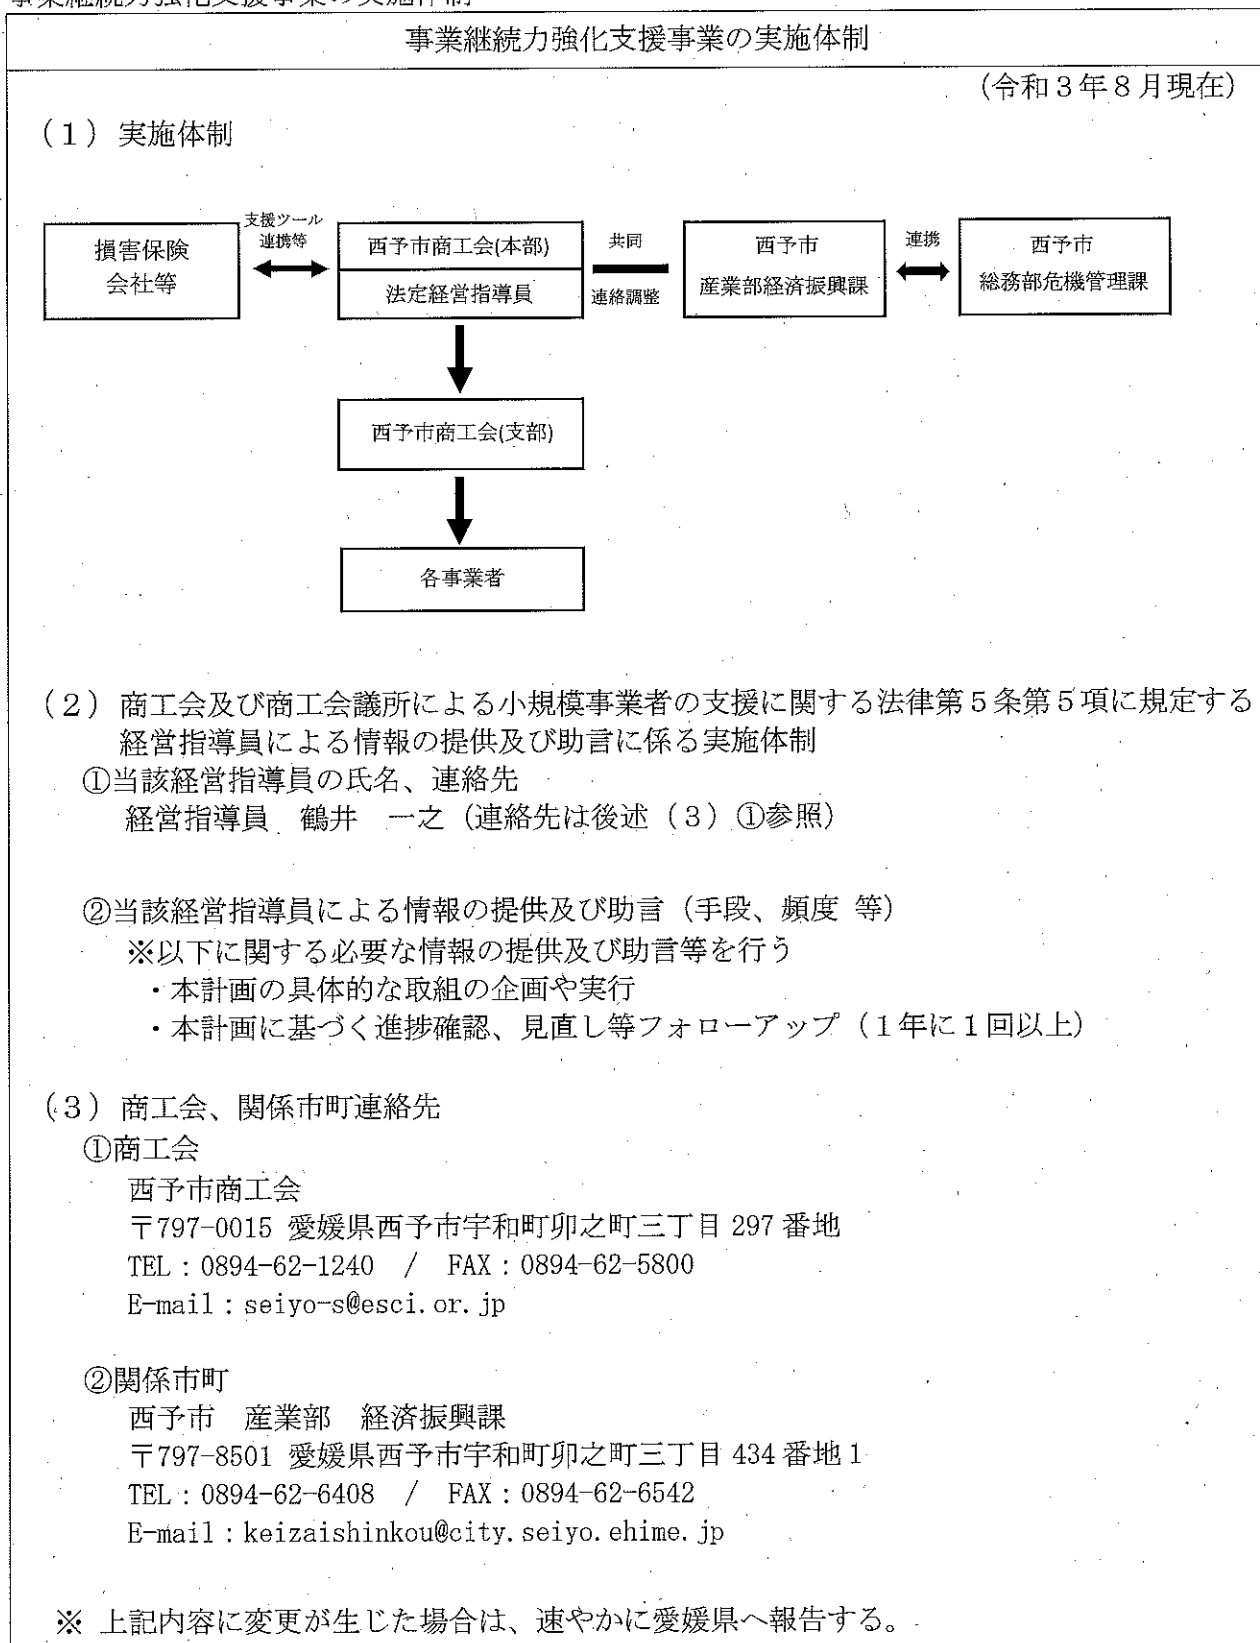 事業継続力強化支援事業の実施体制
事業継続力強化支援事業の実施体制
（令和３年８月現在）
（１）実施体制
損害保険
会社等
支援ツール
連携等
西予市商工会(本部)
法定経営指導員
共同
連絡調整
西予市
産業部経済振興課
連携
西予市
総務部危機管理課
西予市商工会(支部)
各事業者
（２）商工会及び商工会議所による小規模事業者の支援に関する法律第５条第５項に規定する
経営指導員による情報の提供及び助言に係る実施体制
①当該経営指導員の氏名、連絡先
経営指導員　鶴井　一之（連絡先は後述（３）①参照）
②当該経営指導員による情報の提供及び助言（手段、頻度 等）
※以下に関する必要な情報の提供及び助言等を行う
・本計画の具体的な取組の企画や実行
・本計画に基づく進捗確認、見直し等フォローアップ（１年に１回以上）
（３）商工会、関係市町連絡先
①商工会
西予市商工会
〒797-0015 愛媛県西予市宇和町卯之町三丁目 297 番地
TEL：0894-62-1240　/　FAX：0894-62-5800
E-mail：seiyo-s@esci.or.jp
②関係市町
西予市　産業部　経済振興課
〒797-8501 愛媛県西予市宇和町卯之町三丁目 434 番地 1
TEL：0894-62-6408　/　FAX：0894-62-6542
E-mail：keizaishinkou@city.seiyo.ehime.jp
※ 上記内容に変更が生じた場合は、速やかに愛媛県へ報告する。